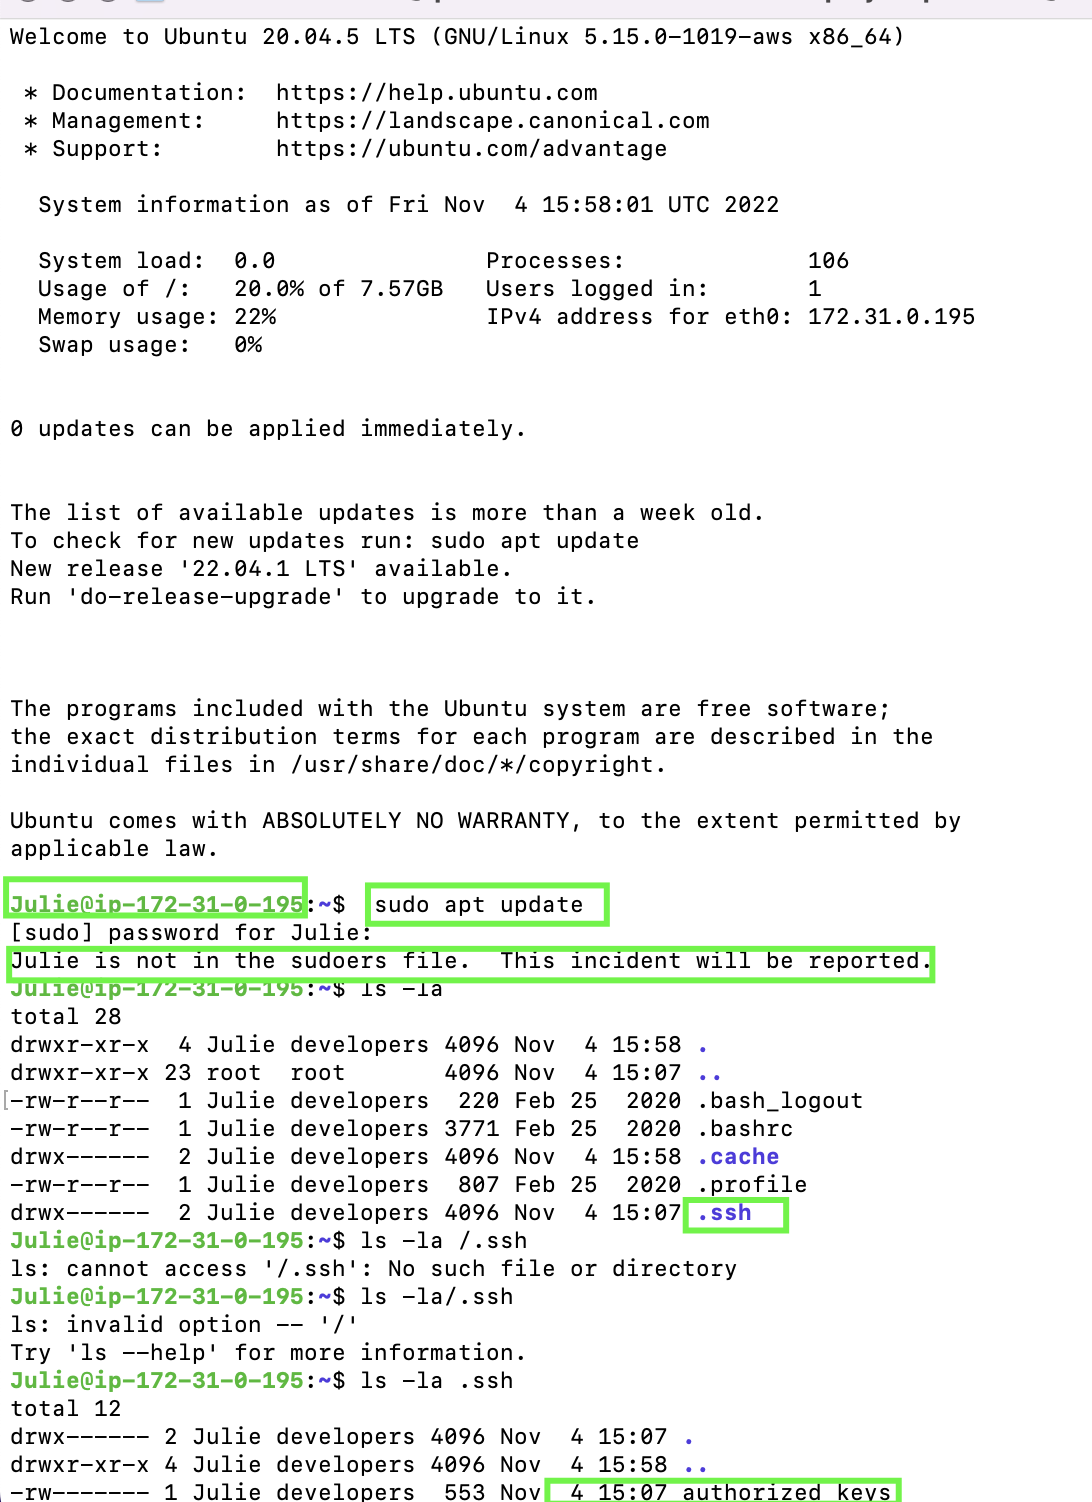 Welcome to Ubuntu 20.04.5 LTS (GNU/Linux 5.15.0-1019-aws x86_64)
* Documentation:  https://help.ubuntu.com
* Management:     https://landscape.canonical.com
* Support:        https://ubuntu.com/advantage
System information as of Fri Nov  4 15:58:01 UTC 2022
System load:  0.0               Processes:             106
Usage of /:   20.0% of 7.57GB   Users logged in:       1
Memory usage: 22%               IPv4 address for eth0: 172.31.0.195
Swap usage:   0%
0 updates can be applied immediately.
The list of available updates is more than a week old.
To check for new updates run: sudo apt update
New release '22.04.1 LTS' available.
Run 'do-release-upgrade' to upgrade to it.
The programs included with the Ubuntu system are free software;
the exact distribution terms for each program are described in the
individual files in /usr/share/doc/*/copyright.
Ubuntu comes with ABSOLUTELY NO WARRANTY, to the extent permitted by
applicable law.
Julie@ip-172-31-0-195:~$  sudo apt update
[sudo] password for Julie:
Julie is not in the sudoers file.  This incident will be reported.
Julie@ip-172-31-0-195:~$ ls -la
total 28
drwxr-xr-x  4 Julie developers 4096 Nov  4 15:58 .
drwxr-xr-x 23 root  root       4096 Nov  4 15:07 ..
-rw-r--r--  1 Julie developers  220 Feb 25  2020 .bash_logout
-rw-r--r--  1 Julie developers 3771 Feb 25  2020 .bashrc
drwx------  2 Julie developers 4096 Nov  4 15:58 .cache
-rw-r--r--  1 Julie developers  807 Feb 25  2020 .profile
drwx------  2 Julie developers 4096 Nov  4 15:07 .ssh
Julie@ip-172-31-0-195:~$ ls -la /.ssh
ls: cannot access '/.ssh': No such file or directory
Julie@ip-172-31-0-195:~$ ls -la/.ssh
ls: invalid option -- '/'
Try 'ls --help' for more information.
Julie@ip-172-31-0-195:~$ ls -la .ssh
total 12
drwx------ 2 Julie developers 4096 Nov  4 15:07 .
drwxr-xr-x 4 Julie developers 4096 Nov  4 15:58 ..
-rw------- 1 Julie developers  553 Nov  4 15:07 authorized_keys